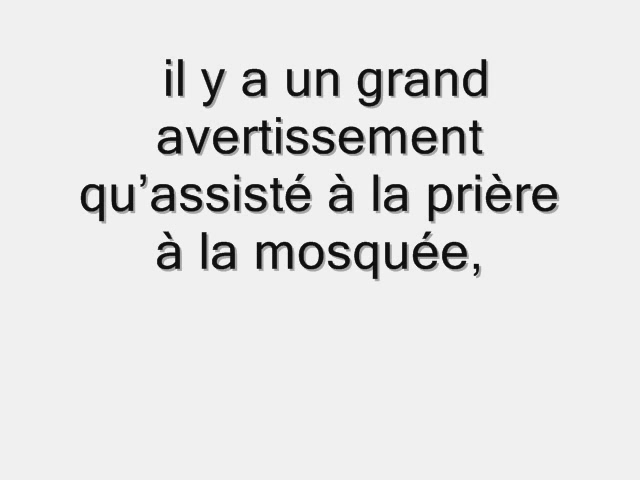 il y a un grand
avertissement
qu’assisté à la prière
à la mosquée,